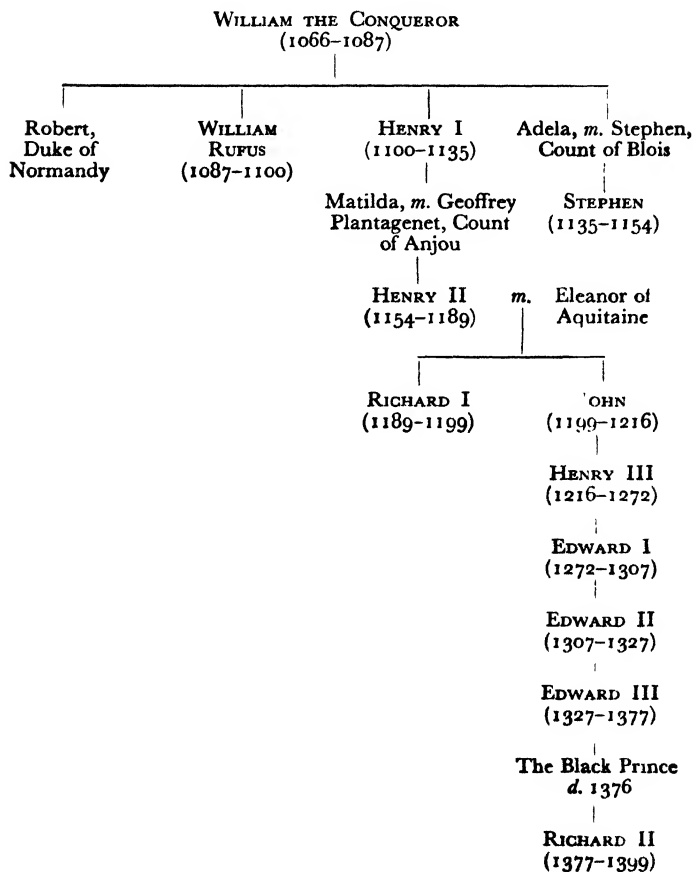 WILLIAM THE CONQUEROR
(1066–1087)
Robert,
Duke of
Normandy
WILLIAM
RUFUS
(1087–1100)
HENRY I
(1100–1135)
Adela, m. Stephen,
Count of Blois
Matilda, m. Geoffrey
Plantagenet, Count
of Anjou
STEPHEN
(1135–1154)
HENRY II
(1154–1189)
m.
Eleanor of
Aquitaine
RICHARD I
(1189–1199)
OHN
(1199–1216)
HENRY III
(1216–1272)
EDWARD I
(1272–1307)
EDWARD II
(1307–1327)
EDWARD III
(1327–1377)
The Black Prince
d. 1376
RICHARD II
(1377–1399)